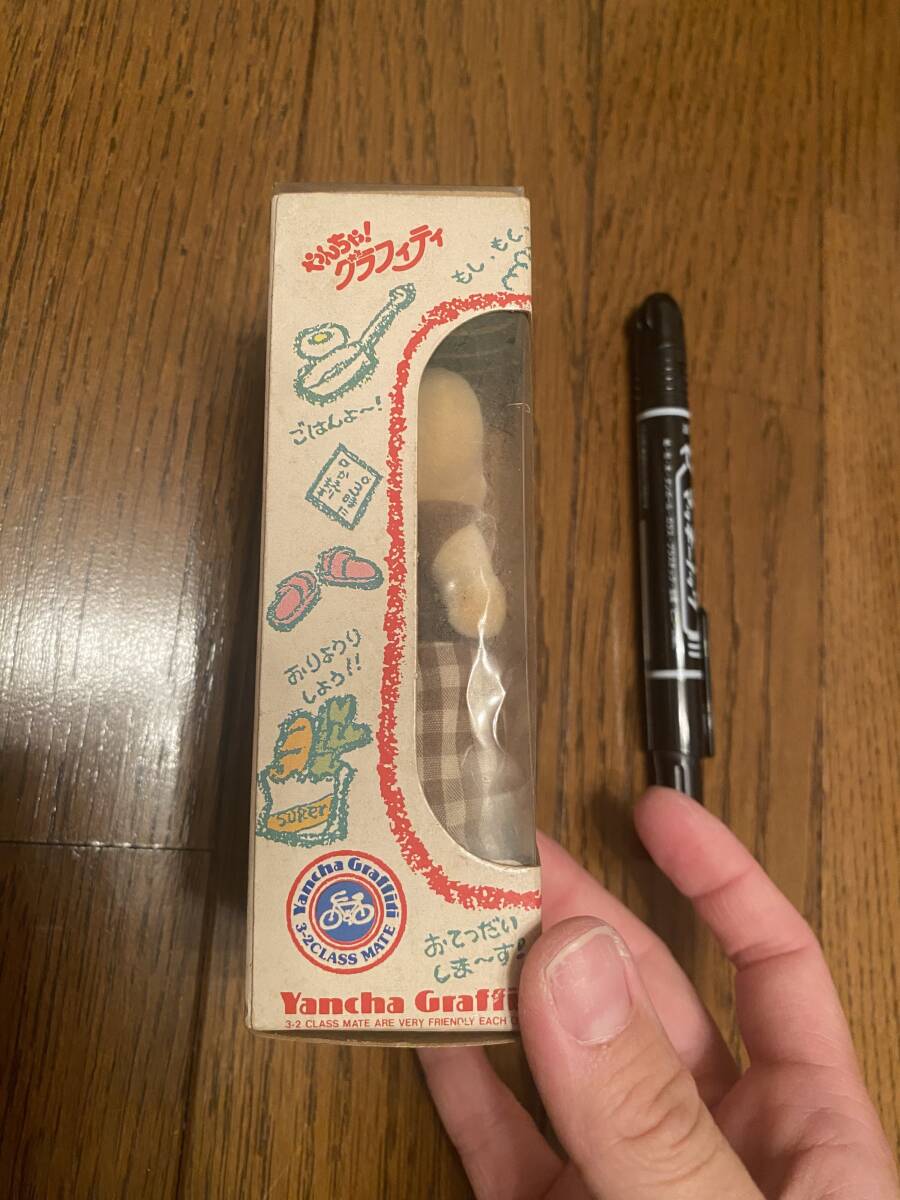 やんちゃ!
グラフィティ
もし、もし
ごはんよ〜!
おりょうり
しよう!!
SUPER
Yancha Graffiti
3-2 CLASS MATE
おてつだい
しま〜す
Yancha Graffiti
3-2 CLASS MATE ARE VERY FRIENDLY EACH